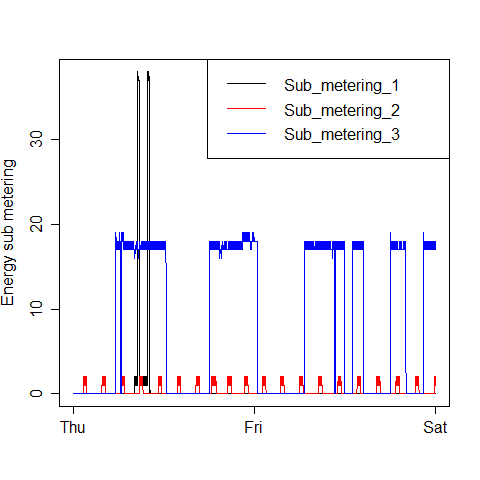 Sub_metering_1
Sub_metering_2
Sub_metering_3
Energy sub metering
30
20
10
0
Thu Fri Sat